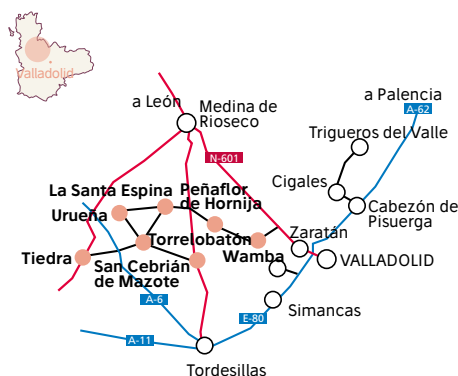 Valladolid
a León
Medina de
Rioseco
a Palencia
A-62
Trigueros del Valle
N-601
La Santa Espina
Peñaflor
de Hornija
Cigales
Urueña
Cabezón de
Pisuerga
Torrelobatón
Zaratán
Tiedra
Wamba
VALLADOLID
San Cebrián
de Mazote
A-6
Simancas
E-80
A-11
Tordesillas